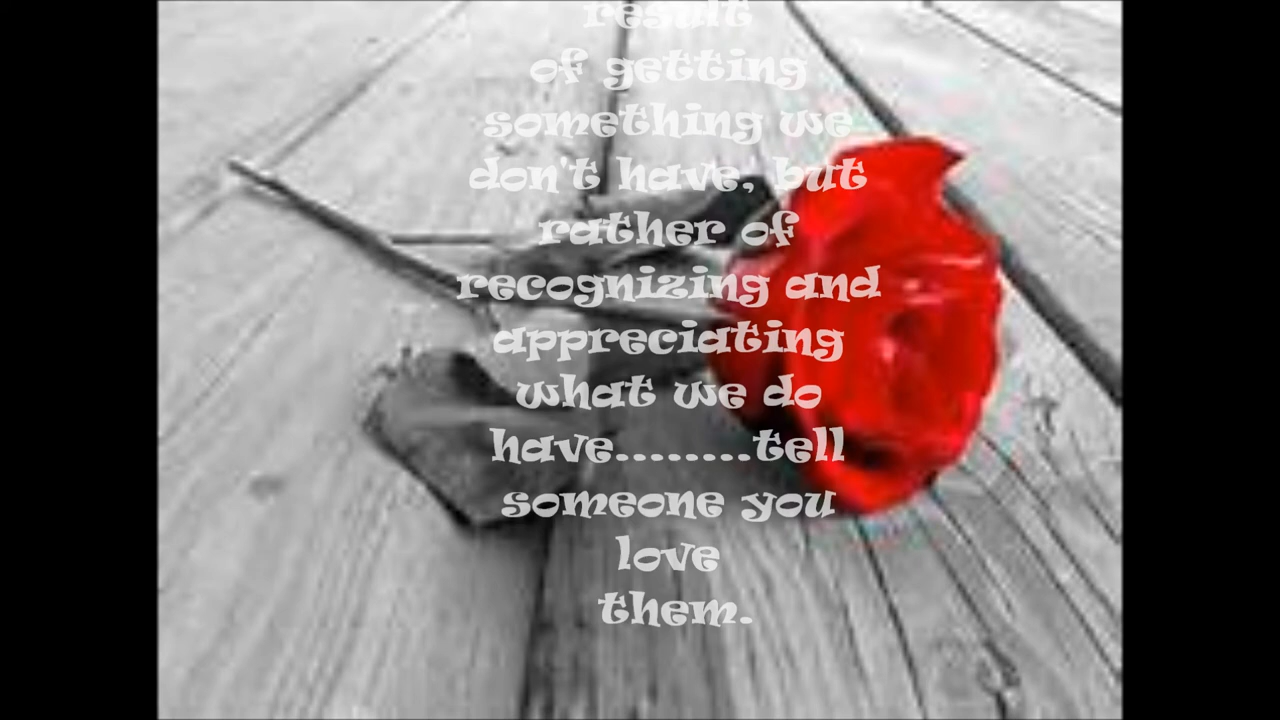 result
of getting
something we
don't have, but
rather of
recognizing and
appreciating
what we do
have........tell
someone you
love
them.